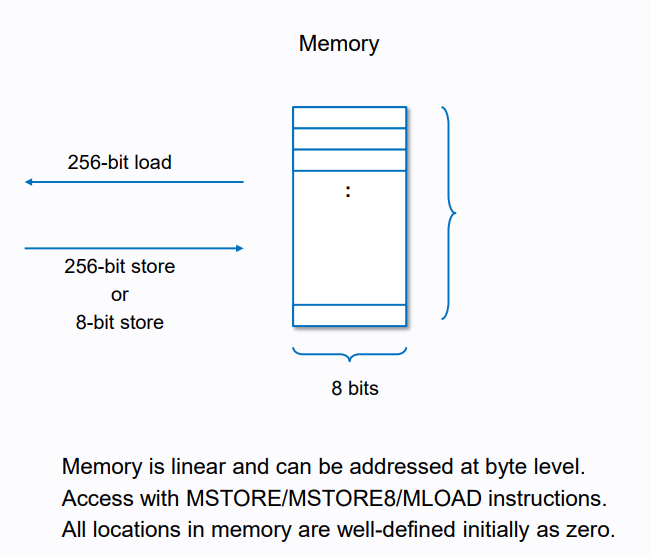 Memory
256-bit load
:
256-bit store
or
8-bit store
8 bits
Memory is linear and can be addressed at byte level.
Access with MSTORE/MSTORE8/MLOAD instructions.
All locations in memory are well-defined initially as zero.